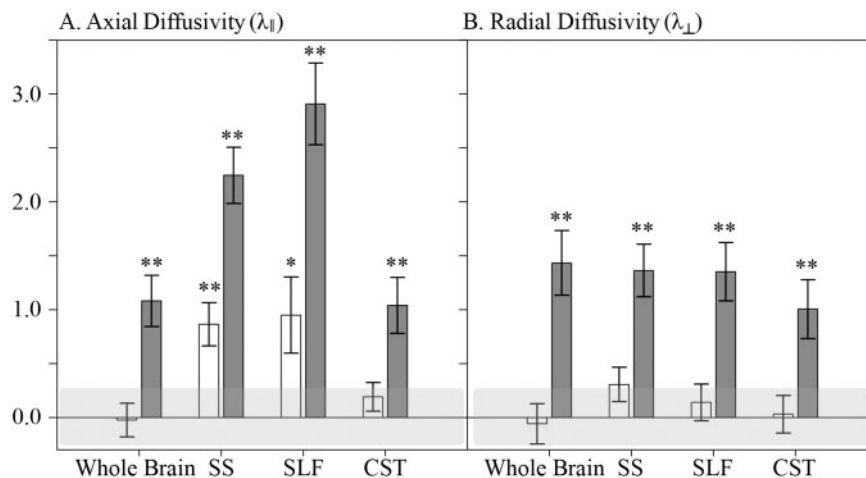 A. Axial Diffusivity (λ∥)
B. Radial Diffusivity (λ⊥)
3.0
2.0
1.0
0.0
** ** ** ** * **
** ** ** **
Whole Brain SS SLF CST
Whole Brain SS SLF CST